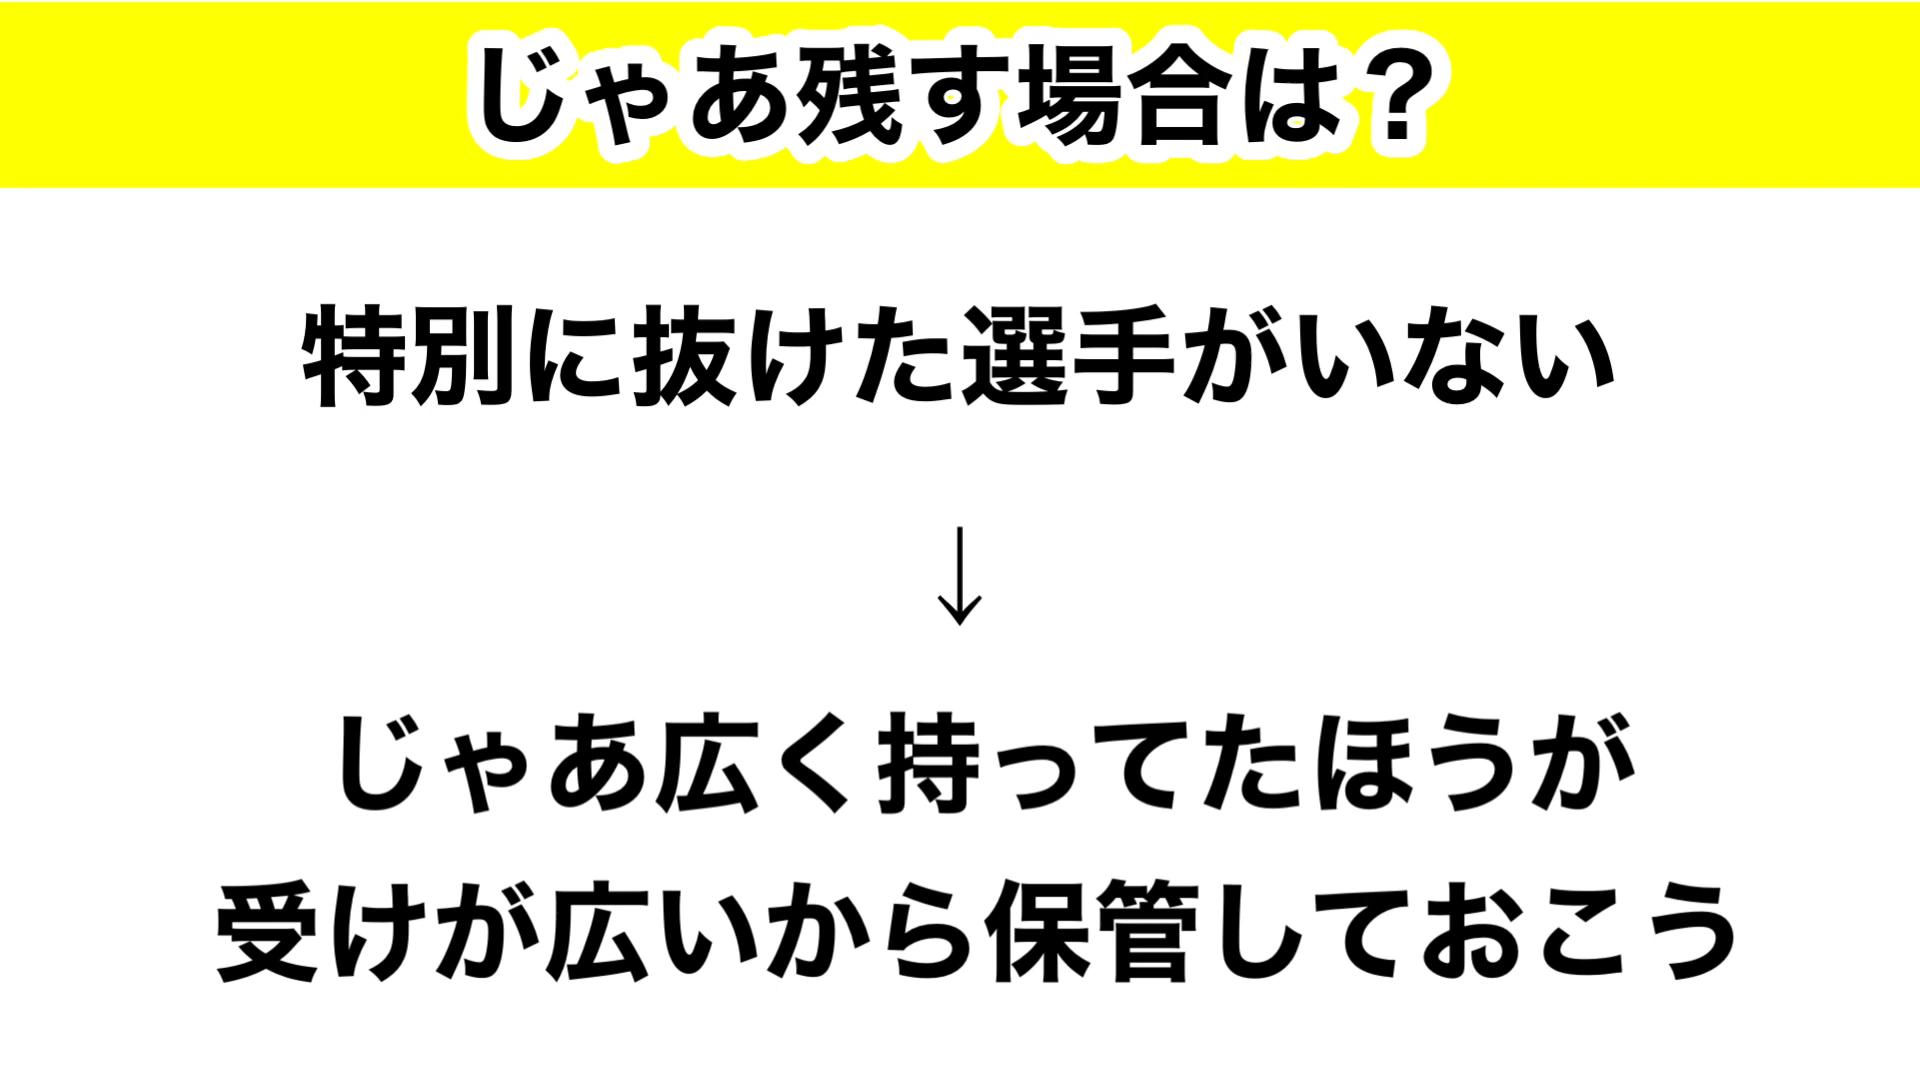 じゃあ残す場合は？
特別に抜けた選手がいない
↓
じゃあ広く持ってたほうが
受けが広いから保管しておこう